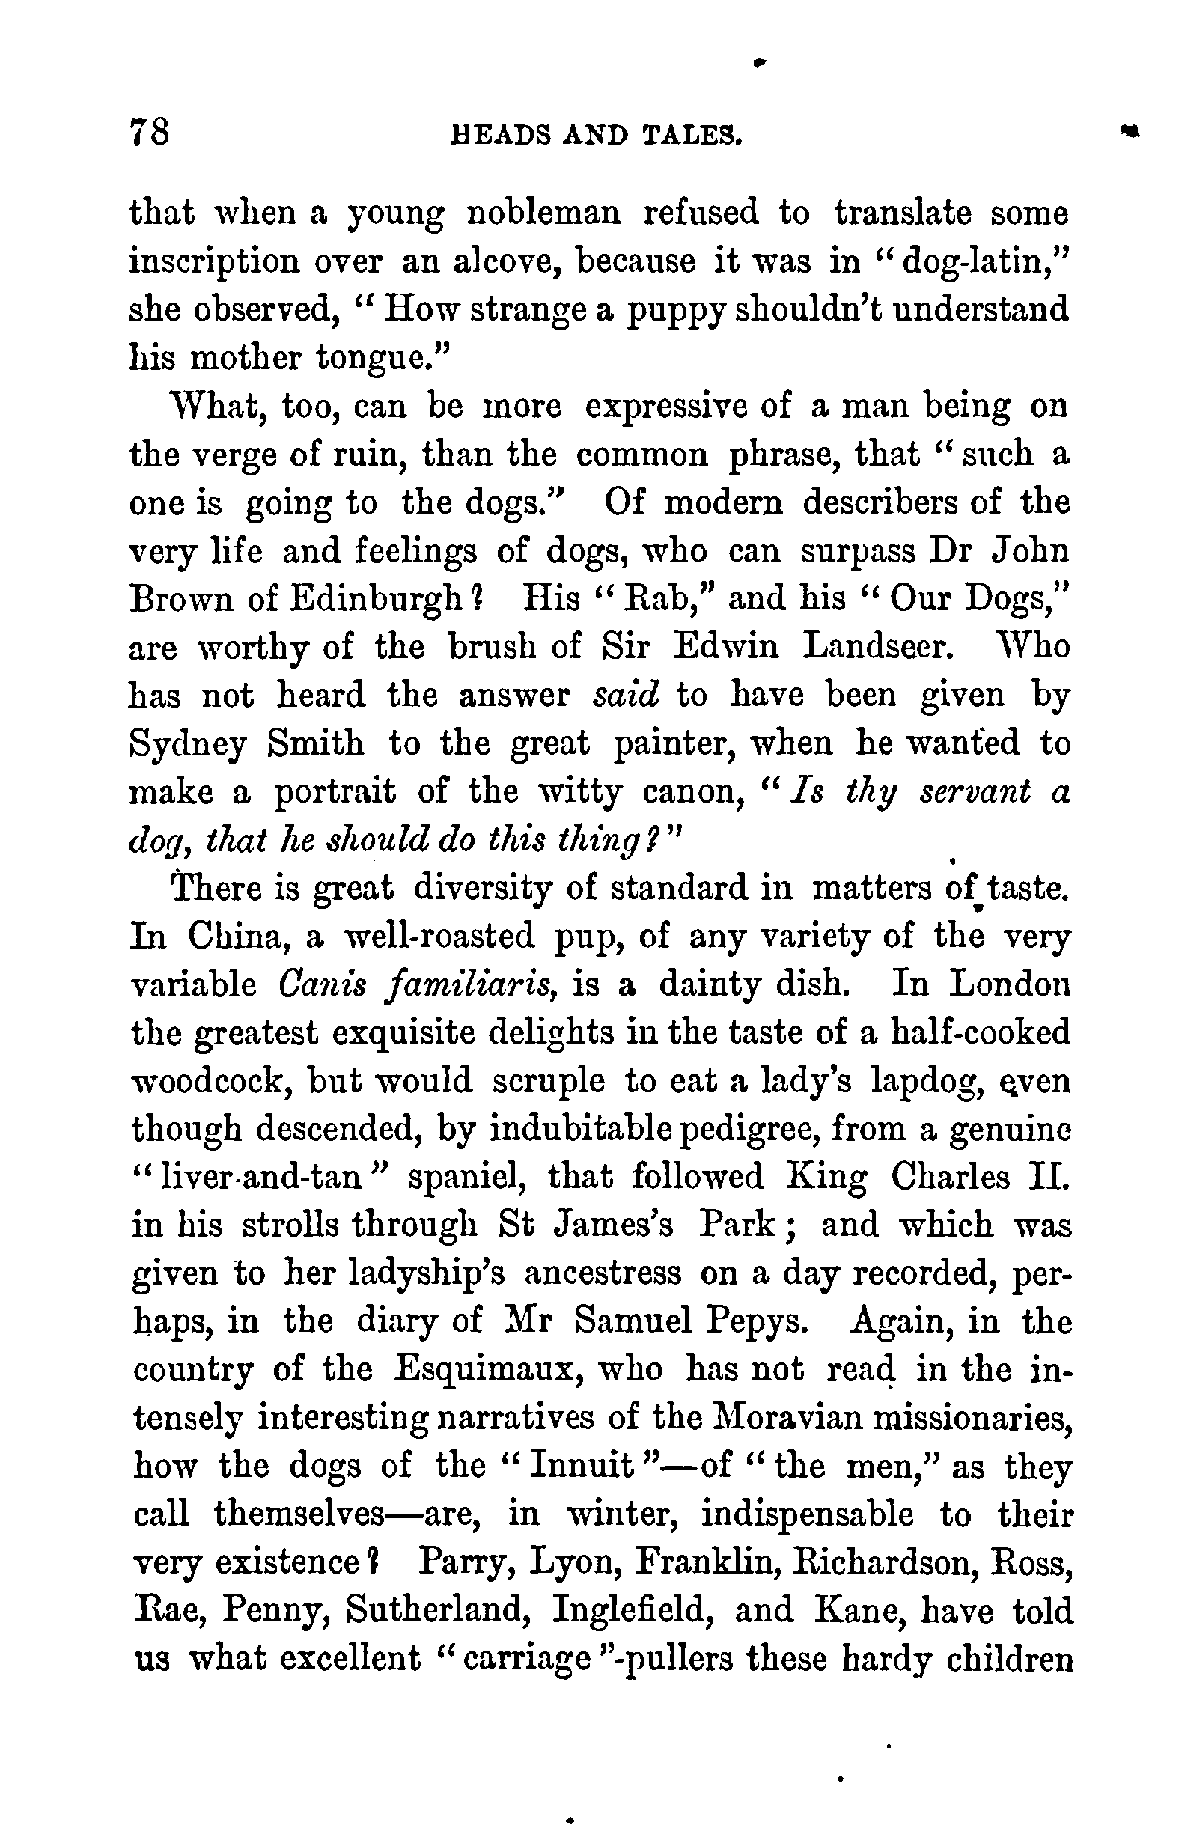 78 HEADS AND TALES.
that when a young nobleman refused to translate some
inscription over an alcove, because it was in “dog-latin,”
she observed, “How strange a puppy shouldn’t understand
his mother tongue.”
What, too, can be more expressive of a man being on
the verge of ruin, than the common phrase, that “such a
one is going to the dogs.” Of modern describers of the
very life and feelings of dogs, who can surpass Dr John
Brown of Edinburgh? His “Rab,” and his “Our Dogs,”
are worthy of the brush of Sir Edwin Landseer. Who
has not heard the answer said to have been given by
Sydney Smith to the great painter, when he wanted to
make a portrait of the witty canon, “Is thy servant a
dog, that he should do this thing?”
There is great diversity of standard in matters of taste.
In China, a well-roasted pup, of any variety of the very
variable Canis familiaris, is a dainty dish. In London
the greatest exquisite delights in the taste of a half-cooked
woodcock, but would scruple to eat a lady’s lapdog, even
though descended, by indubitable pedigree, from a genuine
“liver-and-tan” spaniel, that followed King Charles II.
in his strolls through St James’s Park; and which was
given to her ladyship’s ancestress on a day recorded, per-
haps, in the diary of Mr Samuel Pepys. Again, in the
country of the Esquimaux, who has not read in the in-
tensely interesting narratives of the Moravian missionaries,
how the dogs of the “Innuit”—of “the men,” as they
call themselves—are, in winter, indispensable to their
very existence? Parry, Lyon, Franklin, Richardson, Ross,
Rae, Penny, Sutherland, Inglefield, and Kane, have told
us what excellent “carriage”-pullers these hardy children